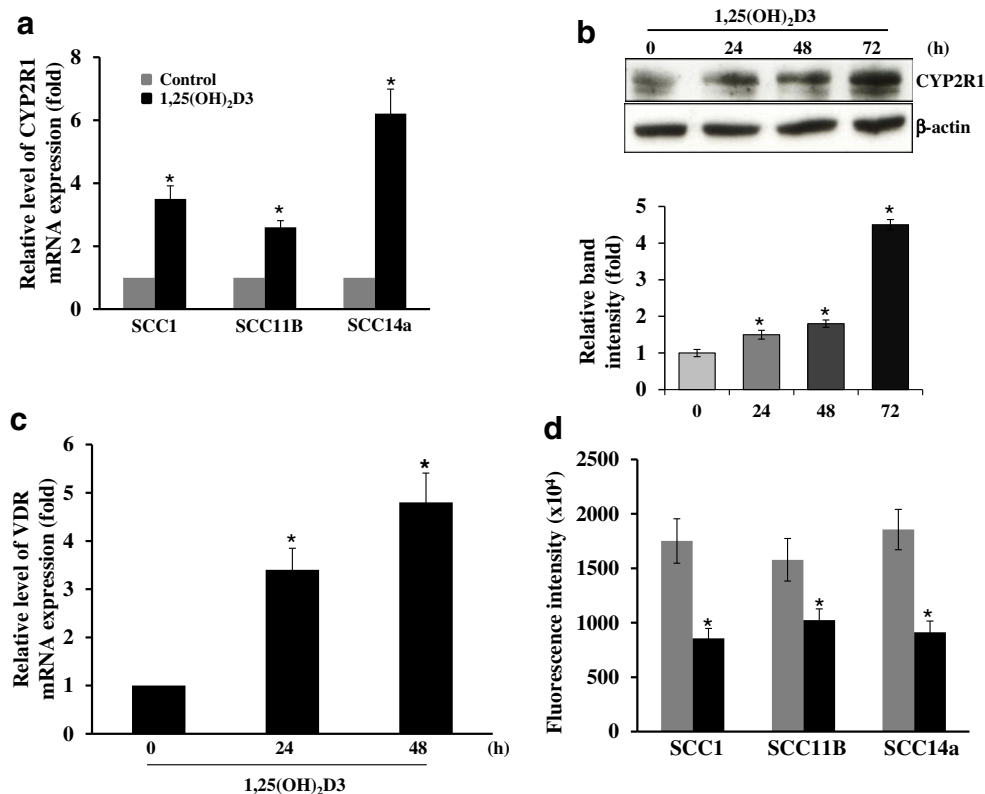 a
Relative level of CYP2R1
mRNA expression (fold)
8
6
4
2
0
Control
1,25(OH)₂D3
*
*
*
SCC1 SCC11B SCC14a
b
1,25(OH)₂D3
0 24 48 72 (h)
CYP2R1
β-actin
Relative band
intensity (fold)
5
4
3
2
1
0
*
*
*
0 24 48 72
c
Relative level of VDR
mRNA expression (fold)
6
5
4
3
2
1
0
*
*
0 24 48 (h)
1,25(OH)₂D3
d
Fluorescence intensity (x10⁴)
2500
2000
1500
1000
500
0
*
*
*
SCC1 SCC11B SCC14a